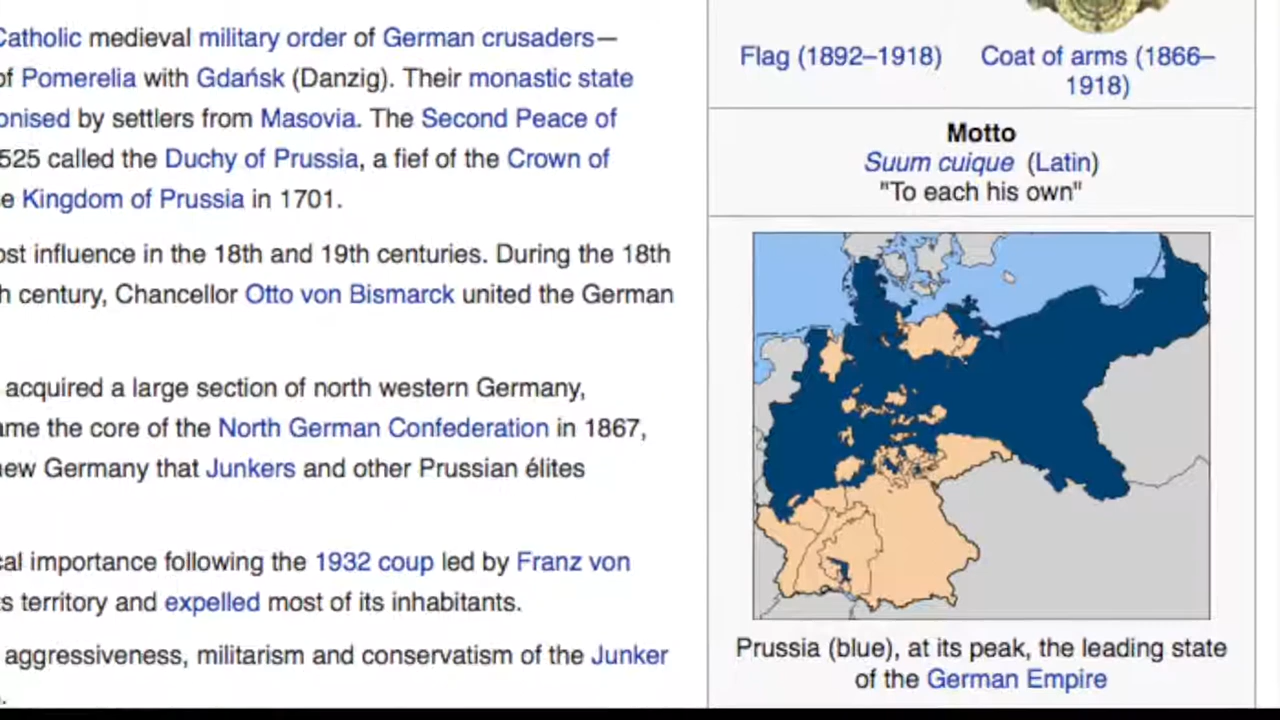 Catholic medieval military order of German crusaders—
of Pomerelia with Gdańsk (Danzig). Their monastic state
onised by settlers from Masovia. The Second Peace of
525 called the Duchy of Prussia, a fief of the Crown of
e Kingdom of Prussia in 1701.
ost influence in the 18th and 19th centuries. During the 18th
h century, Chancellor Otto von Bismarck united the German
acquired a large section of north western Germany,
ame the core of the North German Confederation in 1867,
new Germany that Junkers and other Prussian élites
cal importance following the 1932 coup led by Franz von
s territory and expelled most of its inhabitants.
aggressiveness, militarism and conservatism of the Junker
Flag (1892–1918)
Coat of arms (1866–
1918)
Motto
Suum cuique (Latin)
"To each his own"
Prussia (blue), at its peak, the leading state
of the German Empire